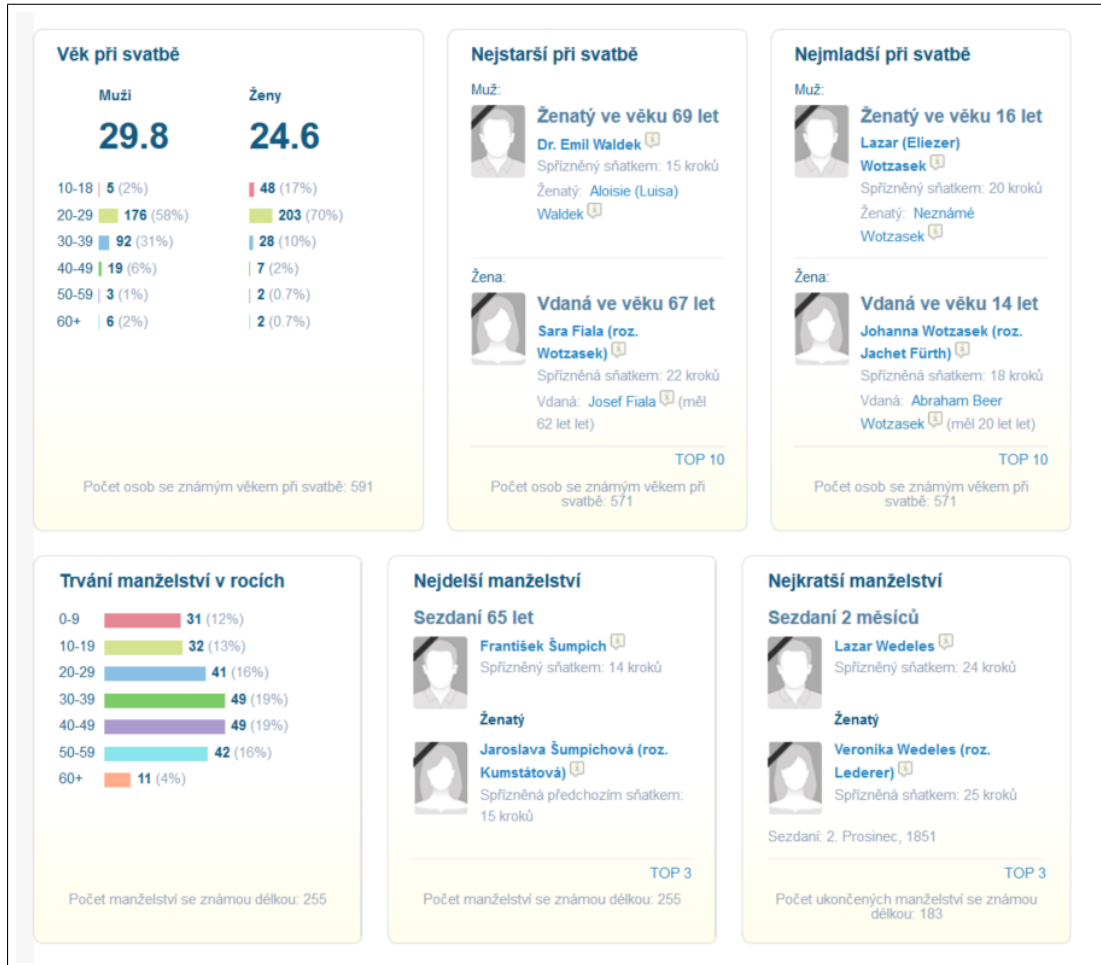 Věk při svatbě
Muži Ženy
29.8 24.6
10-18 5 (2%) 48 (17%)
20-29 176 (58%) 203 (70%)
30-39 92 (31%) 28 (10%)
40-49 19 (6%) 7 (2%)
50-59 3 (1%) 2 (0.7%)
60+ 6 (2%) 2 (0.7%)
Počet osob se známým věkem při svatbě: 591
Nejstarší při svatbě
Muž:
Ženatý ve věku 69 let
Dr. Emil Waldek
Spřízněný sňatkem: 15 kroků
Ženatý: Aloisie (Luisa)
Waldek
Žena:
Vdaná ve věku 67 let
Sara Fiala (roz.
Wotzasek)
Spřízněná sňatkem: 22 kroků
Vdaná: Josef Fiala (měl
62 let let)
TOP 10
Počet osob se známým věkem při
svatbě: 571
Nejmladší při svatbě
Muž:
Ženatý ve věku 16 let
Lazar (Eliezer)
Wotzasek
Spřízněný sňatkem: 20 kroků
Ženatý: Neznámé
Wotzasek
Žena:
Vdaná ve věku 14 let
Johanna Wotzasek (roz.
Jachet Fürth)
Spřízněná sňatkem: 18 kroků
Vdaná: Abraham Beer
Wotzasek (měl 20 let let)
TOP 10
Počet osob se známým věkem při
svatbě: 571
Trvání manželství v rocích
0-9 31 (12%)
10-19 32 (13%)
20-29 41 (16%)
30-39 49 (19%)
40-49 49 (19%)
50-59 42 (16%)
60+ 11 (4%)
Počet manželství se známou délkou: 255
Nejdelší manželství
Sezdaní 65 let
František Šumpich
Spřízněný sňatkem: 14 kroků
Ženatý
Jaroslava Šumpichová (roz.
Kumstátová)
Spřízněná předchozím sňatkem:
15 kroků
TOP 3
Počet manželství se známou délkou: 255
Nejkratší manželství
Sezdaní 2 měsíců
Lazar Wedeles
Spřízněný sňatkem: 24 kroků
Ženatý
Veronika Wedeles (roz.
Lederer)
Spřízněná sňatkem: 25 kroků
Sezdaní: 2. Prosinec, 1851
TOP 3
Počet ukončených manželství se známou
délkou: 183